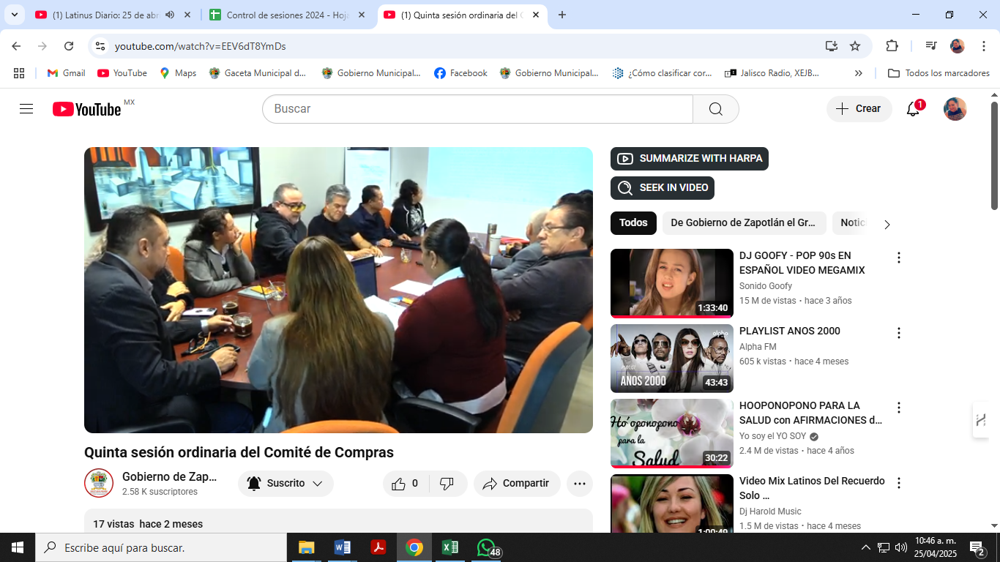 (1) Latinus Diario: 25 de abr
Control de sesiones 2024 - Hoja
(1) Quinta sesión ordinaria del C
youtube.com/watch?v=EEV6dT8YmDs
Gmail
YouTube
Maps
Gaceta Municipal d...
Gobierno Municipal...
Facebook
Gobierno Municipal...
¿Cómo clasificar cor...
Jalisco Radio, XEJB...
»
Todos los marcadores
YouTube MX
Buscar
Crear
1
SUMMARIZE WITH HARPA
SEEK IN VIDEO
Todos
De Gobierno de Zapotlán el Gr...
Notic
DJ GOOFY - POP 90s EN
ESPAÑOL VIDEO MEGAMIX
Sonido Goofy
15 M de vistas • hace 3 años
1:33:40
PLAYLIST ANOS 2000
Alpha FM
605 k vistas • hace 4 meses
alpha
ANOS 2000
43:43
HOOPONOPONO PARA LA
SALUD con AFIRMACIONES d...
Yo soy el YO SOY
2.4 M de vistas • hace 4 años
Ho'oponopono
para la
Salud
30:22
Video Mix Latinos Del Recuerdo
Solo ...
Dj Harold Music
1.5 M de vistas • hace 4 meses
1:00:49
Quinta sesión ordinaria del Comité de Compras
Gobierno de Zap...
2.58 K suscriptores
Suscrito
0
Compartir
17 vistas hace 2 meses
Escribe aquí para buscar.
48
10:46 a. m.
25/04/2025
2